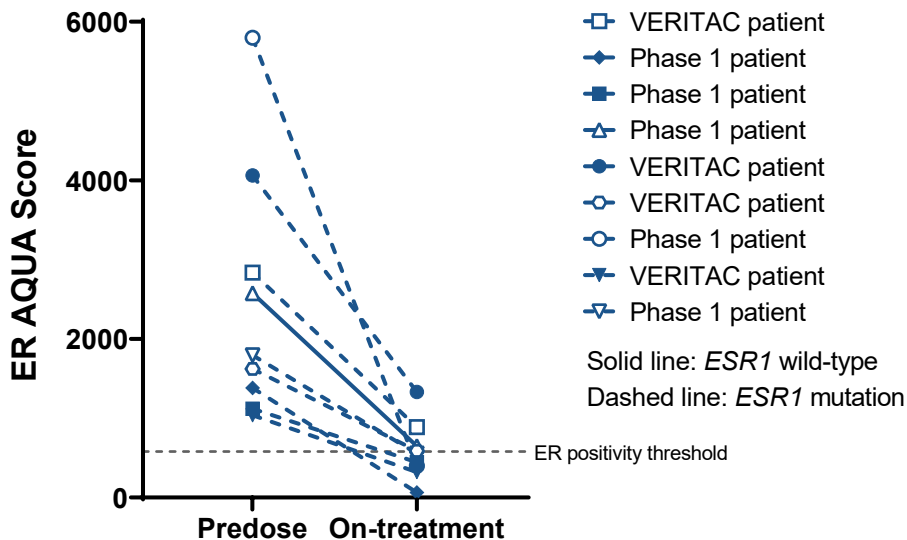 ER AQUA Score
6000
4000
2000
0
Predose
On-treatment
VERITAC patient
Phase 1 patient
Phase 1 patient
Phase 1 patient
VERITAC patient
VERITAC patient
Phase 1 patient
VERITAC patient
Phase 1 patient
Solid line: ESR1 wild-type
Dashed line: ESR1 mutation
ER positivity threshold